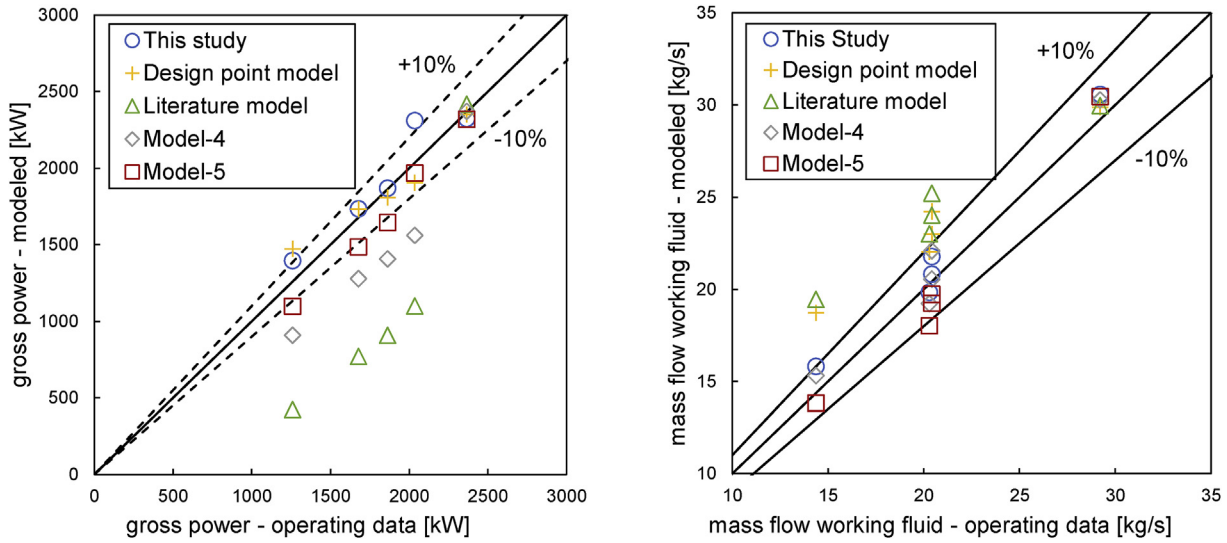 3000
2500
2000
1500
1000
500
0
gross power - modeled [kW]
This study
Design point model
Literature model
Model-4
Model-5
+10%
-10%
0 500 1000 1500 2000 2500 3000
gross power - operating data [kW]
35
30
25
20
15
10
mass flow working fluid - modeled [kg/s]
This Study
Design point model
Literature model
Model-4
Model-5
+10%
-10%
10 15 20 25 30 35
mass flow working fluid - operating data [kg/s]